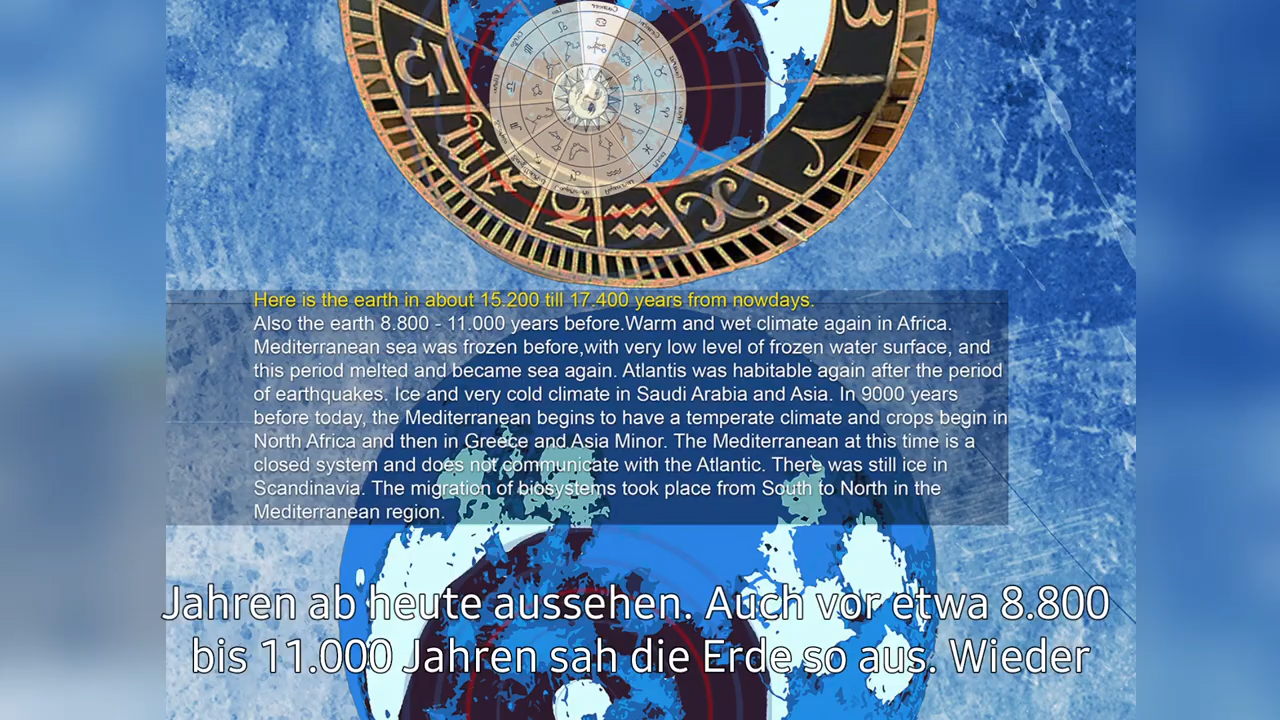 Here is the earth in about 15.200 till 17.400 years from nowdays.
Also the earth 8.800 - 11.000 years before.Warm and wet climate again in Africa.
Mediterranean sea was frozen before,with very low level of frozen water surface, and
this period melted and became sea again. Atlantis was habitable again after the period
of earthquakes. Ice and very cold climate in Saudi Arabia and Asia. In 9000 years
before today, the Mediterranean begins to have a temperate climate and crops begin in
North Africa and then in Greece and Asia Minor. The Mediterranean at this time is a
closed system and does not communicate with the Atlantic. There was still ice in
Scandinavia. The migration of biosystems took place from South to North in the
Mediterranean region.
Jahren ab heute aussehen. Auch vor etwa 8.800
bis 11.000 Jahren sah die Erde so aus. Wieder